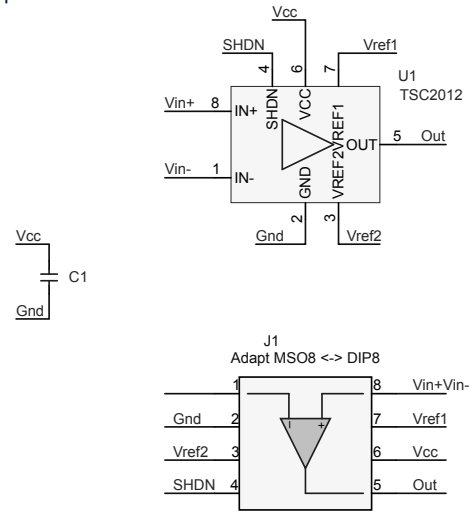 Vcc
SHDN
Vref1
4
6
7
U1
TSC2012
Vin+ 8 IN+
SHDN
VCC
VREF1
OUT 5 Out
Vin- 1 IN-
GND
VREF2
2
3
Gnd
Vref2
Vcc
C1
Gnd
J1
Adapt MSO8 <-> DIP8
1 8 Vin+Vin-
- +
Gnd 2 7 Vref1
Vref2 3 6 Vcc
SHDN 4 5 Out